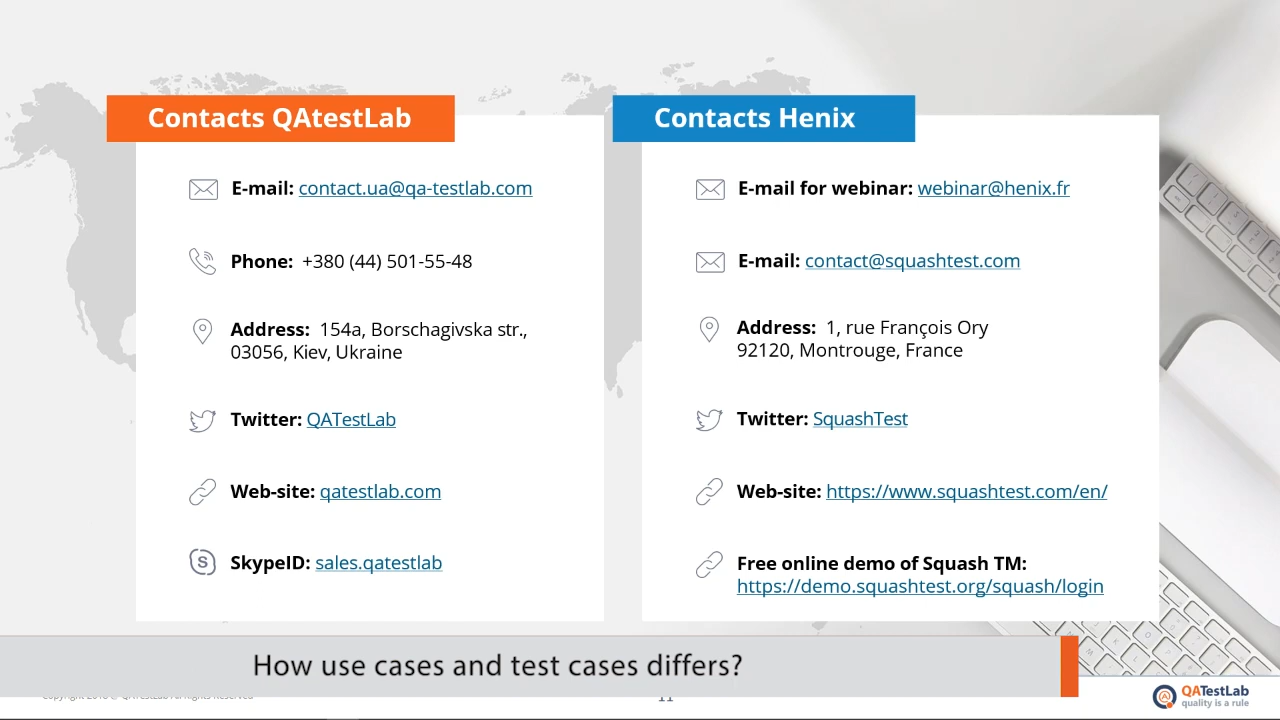 Contacts QAtestLab
E-mail: contact.ua@qa-testlab.com
Phone: +380 (44) 501-55-48
Address: 154a, Borschagivska str.,
03056, Kiev, Ukraine
Twitter: QATestLab
Web-site: qatestlab.com
SkypeID: sales.qatestlab
Contacts Henix
E-mail for webinar: webinar@henix.fr
E-mail: contact@squashtest.com
Address: 1, rue François Ory
92120, Montrouge, France
Twitter: SquashTest
Web-site: https://www.squashtest.com/en/
Free online demo of Squash TM:
https://demo.squashtest.org/squash/login
How use cases and test cases differs?
11
QATestLab
quality is a rule